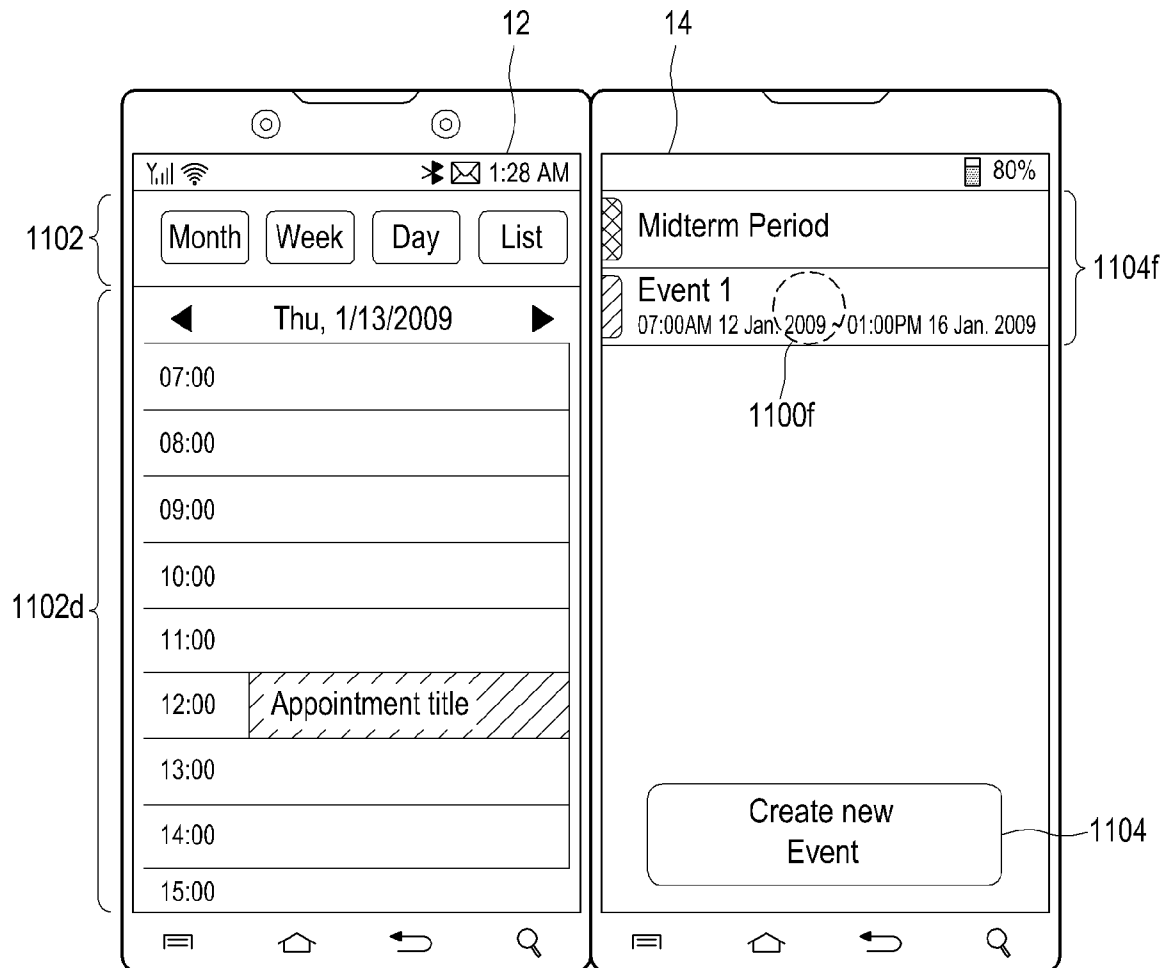 12
14
1:28 AM
80%
1102
Month Week Day List
Midterm Period
1104f
Thu, 1/13/2009
Event 1
07:00AM 12 Jan. 2009 ~ 01:00PM 16 Jan. 2009
1100f
1102d
07:00
08:00
09:00
10:00
11:00
12:00 Appointment title
13:00
14:00
15:00
Create new
Event
1104